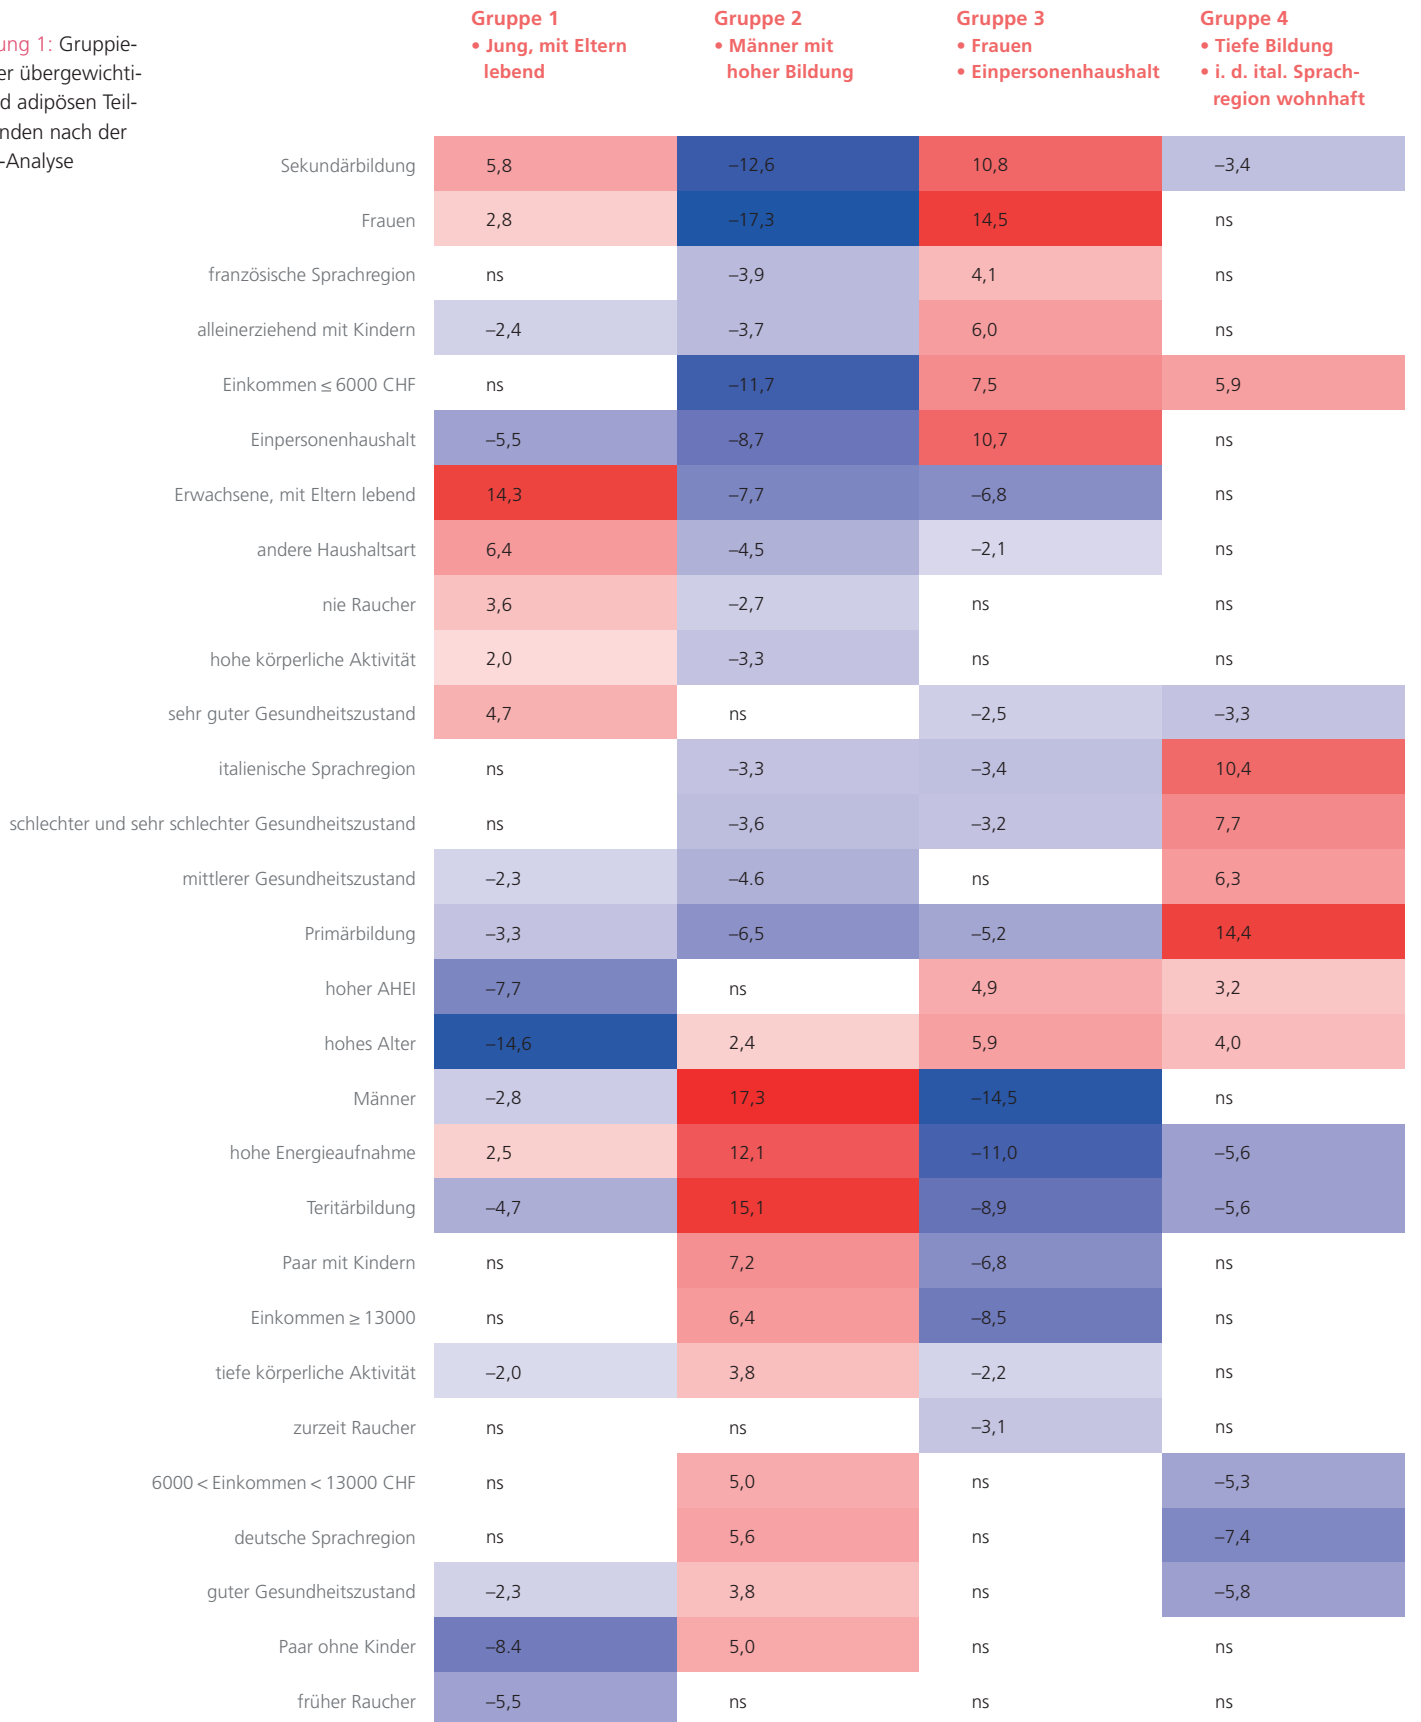 Gruppe 1 Gruppe 2 Gruppe 3 Gruppe 4
• Jung, mit Eltern • Männer mit • Frauen • Tiefe Bildung
lebend hoher Bildung • Einpersonenhaushalt • i. d. ital. Sprach-
region wohnhaft
ung 1: Gruppie-
er übergewichti-
d adipösen Teil-
nden nach der
-Analyse
Sekundärbildung 5,8 –12,6 10,8 –3,4
Frauen 2,8 –17,3 14,5 ns
französische Sprachregion ns –3,9 4,1 ns
alleinerziehend mit Kindern –2,4 –3,7 6,0 ns
Einkommen ≤ 6000 CHF ns –11,7 7,5 5,9
Einpersonenhaushalt –5,5 –8,7 10,7 ns
Erwachsene, mit Eltern lebend 14,3 –7,7 –6,8 ns
andere Haushaltsart 6,4 –4,5 –2,1 ns
nie Raucher 3,6 –2,7 ns ns
hohe körperliche Aktivität 2,0 –3,3 ns ns
sehr guter Gesundheitszustand 4,7 ns –2,5 –3,3
italienische Sprachregion ns –3,3 –3,4 10,4
schlechter und sehr schlechter Gesundheitszustand ns –3,6 –3,2 7,7
mittlerer Gesundheitszustand –2,3 –4.6 ns 6,3
Primärbildung –3,3 –6,5 –5,2 14,4
hoher AHEI –7,7 ns 4,9 3,2
hohes Alter –14,6 2,4 5,9 4,0
Männer –2,8 17,3 –14,5 ns
hohe Energieaufnahme 2,5 12,1 –11,0 –5,6
Teritärbildung –4,7 15,1 –8,9 –5,6
Paar mit Kindern ns 7,2 –6,8 ns
Einkommen ≥ 13000 ns 6,4 –8,5 ns
tiefe körperliche Aktivität –2,0 3,8 –2,2 ns
zurzeit Raucher ns ns –3,1 ns
6000 < Einkommen < 13000 CHF ns 5,0 ns –5,3
deutsche Sprachregion ns 5,6 ns –7,4
guter Gesundheitszustand –2,3 3,8 ns –5,8
Paar ohne Kinder –8.4 5,0 ns ns
früher Raucher –5,5 ns ns ns